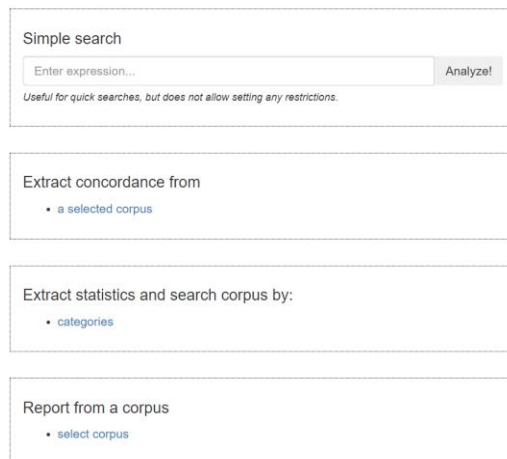 Simple search
Enter expression...
Analyze!
Useful for quick searches, but does not allow setting any restrictions.
Extract concordance from
• a selected corpus
Extract statistics and search corpus by:
• categories
Report from a corpus
• select corpus